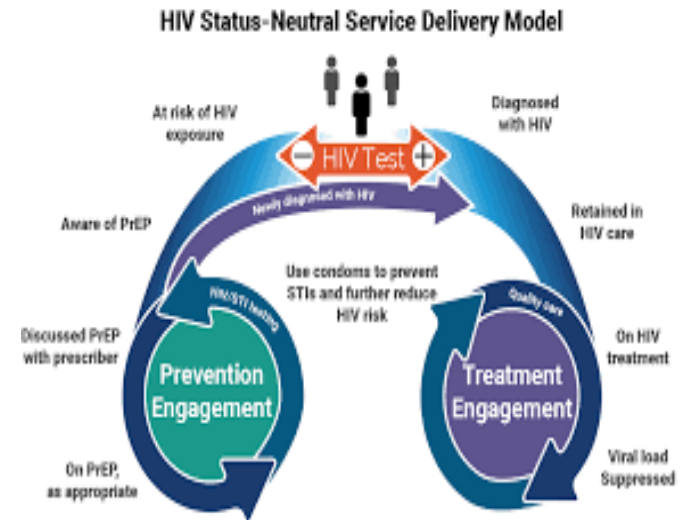 HIV Status-Neutral Service Delivery Model
At risk of HIV
exposure
Diagnosed
with HIV
− HIV Test +
Newly diagnosed with HIV
Aware of PrEP
Retained in
HIV care
Use condoms to prevent
STIs and further reduce
HIV risk
HIV/STI testing
Quality care
Discussed PrEP
with prescriber
On HIV
treatment
Prevention
Engagement
Treatment
Engagement
On PrEP,
as appropriate
Viral load
Suppressed